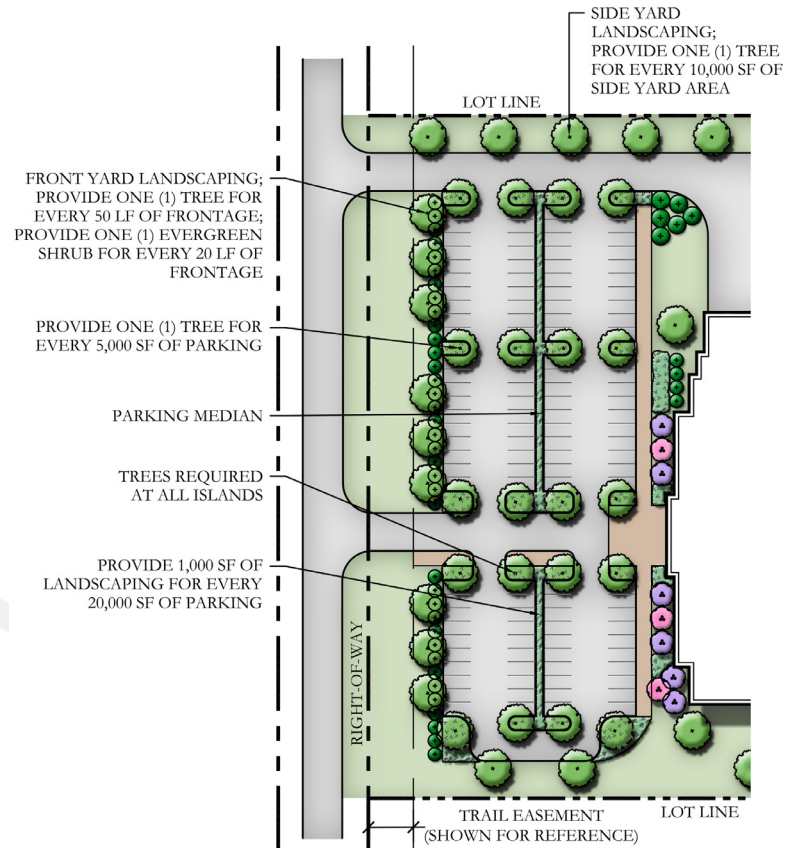 SIDE YARD
LANDSCAPING;
PROVIDE ONE (1) TREE
FOR EVERY 10,000 SF OF
SIDE YARD AREA
LOT LINE
FRONT YARD LANDSCAPING;
PROVIDE ONE (1) TREE FOR
EVERY 50 LF OF FRONTAGE;
PROVIDE ONE (1) EVERGREEN
SHRUB FOR EVERY 20 LF OF
FRONTAGE
PROVIDE ONE (1) TREE FOR
EVERY 5,000 SF OF PARKING
PARKING MEDIAN
TREES REQUIRED
AT ALL ISLANDS
PROVIDE 1,000 SF OF
LANDSCAPING FOR EVERY
20,000 SF OF PARKING
RIGHT-OF-WAY
TRAIL EASEMENT
(SHOWN FOR REFERENCE)
LOT LINE